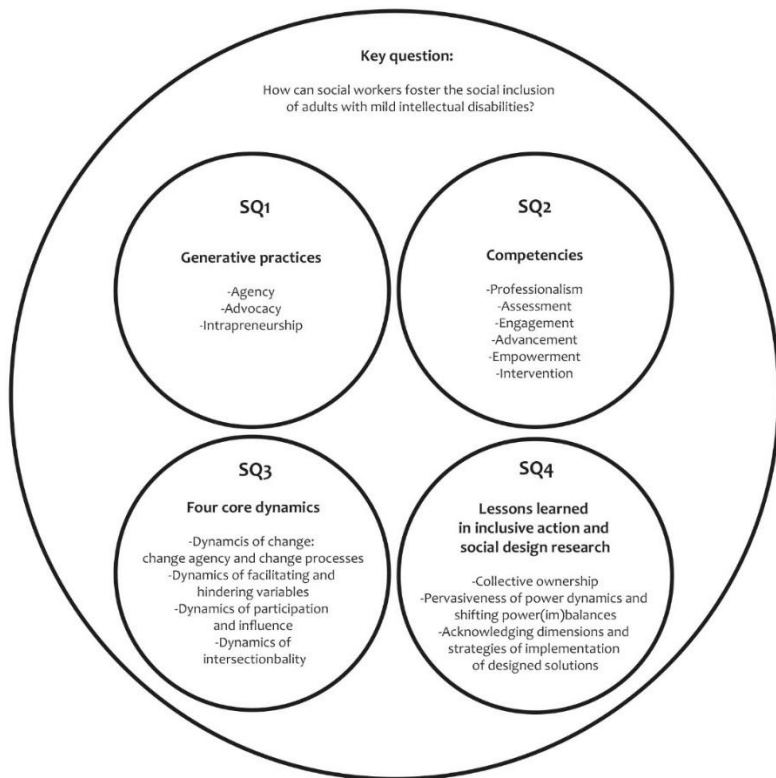 Key question:
How can social workers foster the social inclusion
of adults with mild intellectual disabilities?
SQ1
Generative practices
-Agency
-Advocacy
-Intrapreneurship
SQ2
Competencies
-Professionalism
-Assessment
-Engagement
-Advancement
-Empowerment
-Intervention
SQ3
Four core dynamics
-Dynamcis of change:
change agency and change processes
-Dynamics of facilitating and
hindering variables
-Dynamics of participation
and influence
-Dynamics of
intersectionbality
SQ4
Lessons learned
in inclusive action and
social design research
-Collective ownership
-Pervasiveness of power dynamics and
shifting power(im)balances
-Acknowledging dimensions and
strategies of implementation
of designed solutions